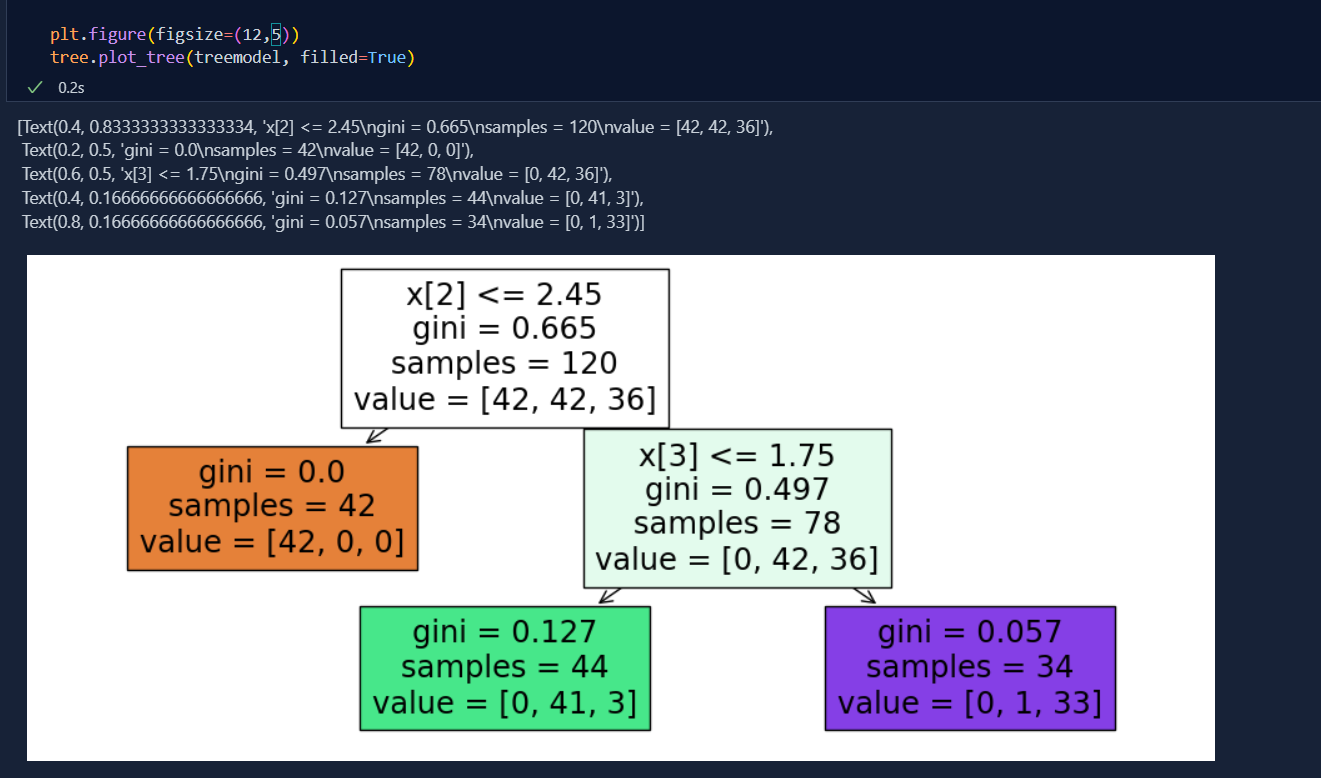 plt.figure(figsize=(12,5))
tree.plot_tree(treemodel, filled=True)
✓ 0.2s
[Text(0.4, 0.8333333333333334, 'x[2] <= 2.45\ngini = 0.665\nsamples = 120\nvalue = [42, 42, 36]'),
Text(0.2, 0.5, 'gini = 0.0\nsamples = 42\nvalue = [42, 0, 0]'),
Text(0.6, 0.5, 'x[3] <= 1.75\ngini = 0.497\nsamples = 78\nvalue = [0, 42, 36]'),
Text(0.4, 0.16666666666666666, 'gini = 0.127\nsamples = 44\nvalue = [0, 41, 3]'),
Text(0.8, 0.16666666666666666, 'gini = 0.057\nsamples = 34\nvalue = [0, 1, 33]')]
x[2] <= 2.45
gini = 0.665
samples = 120
value = [42, 42, 36]
gini = 0.0
samples = 42
value = [42, 0, 0]
x[3] <= 1.75
gini = 0.497
samples = 78
value = [0, 42, 36]
gini = 0.127
samples = 44
value = [0, 41, 3]
gini = 0.057
samples = 34
value = [0, 1, 33]